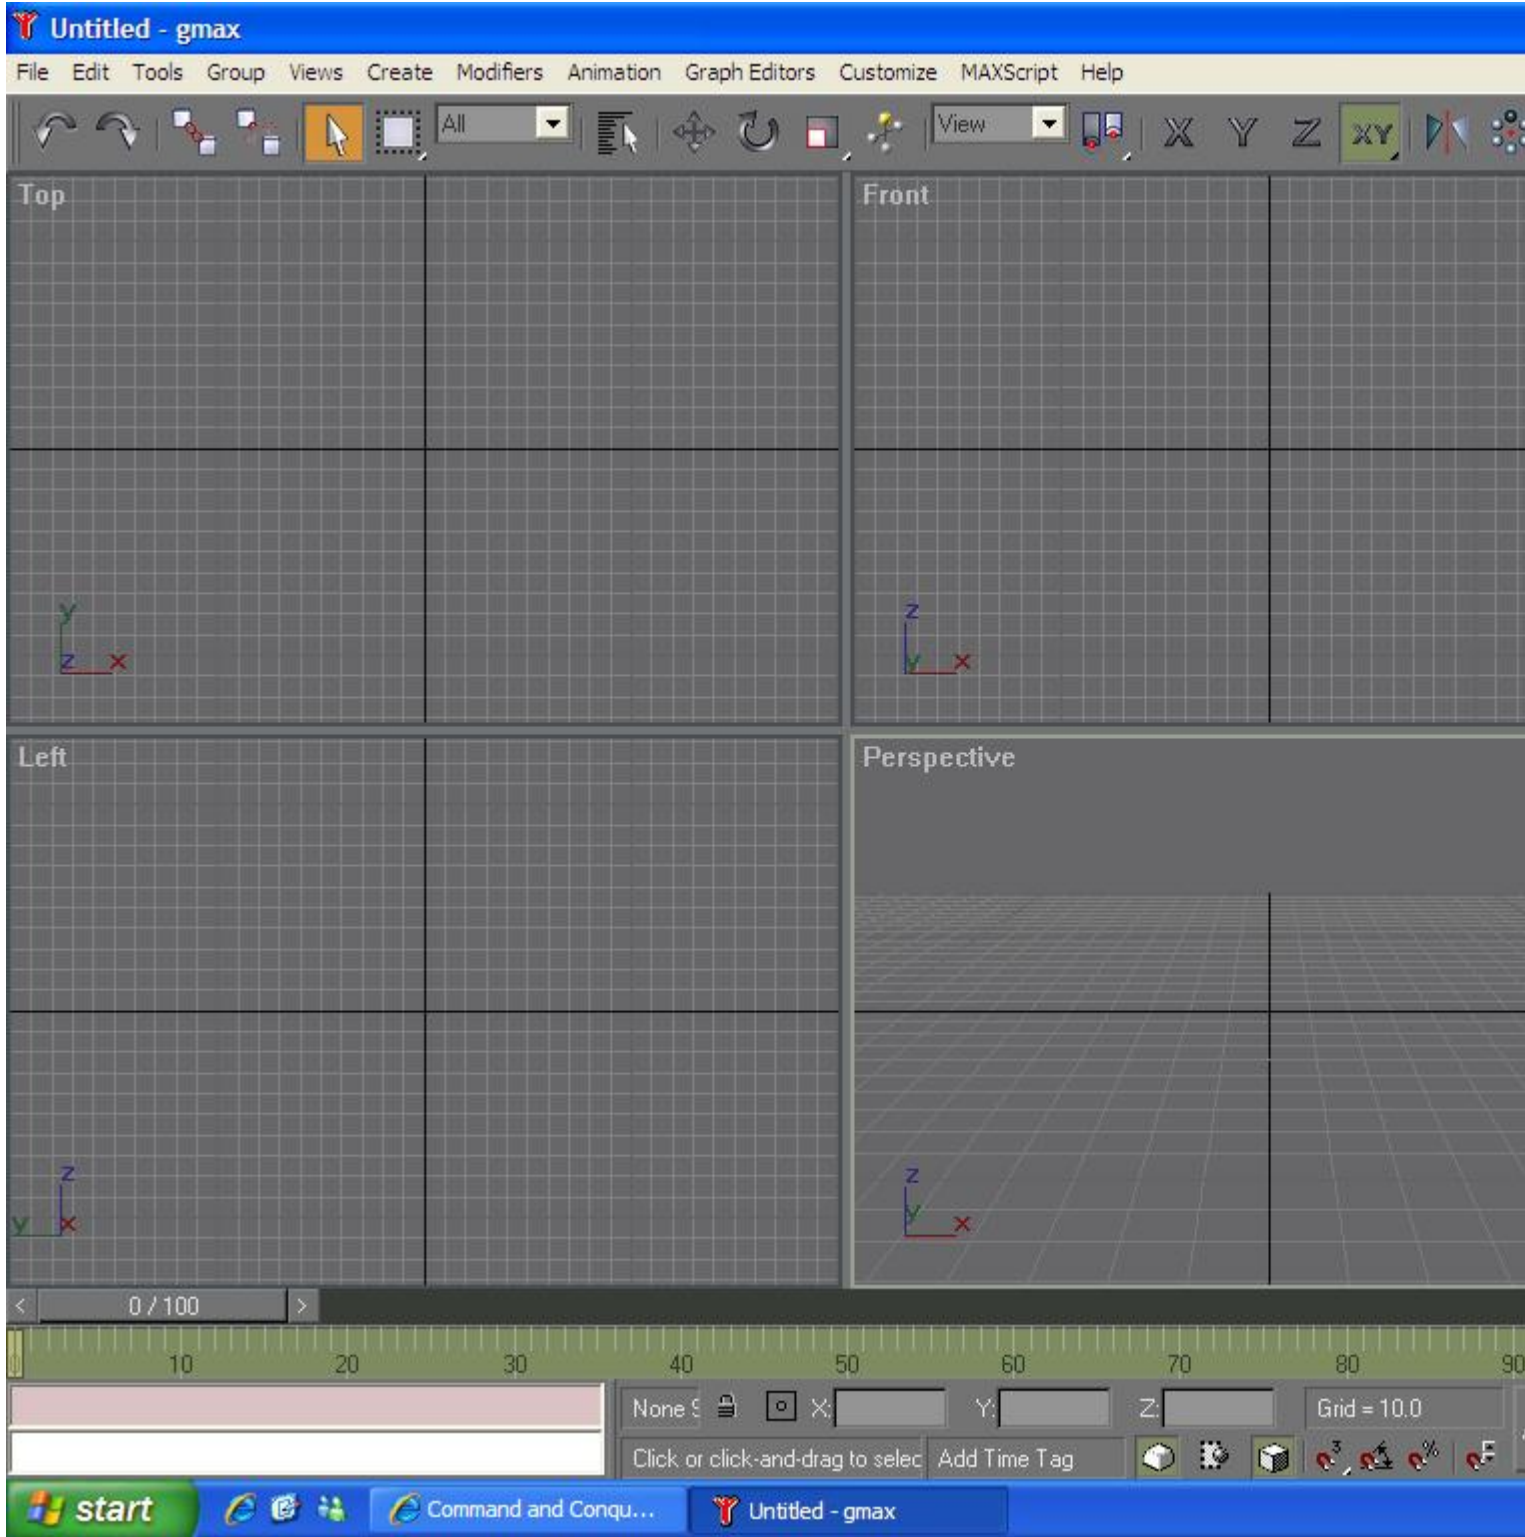 Untitled - gmax
File Edit Tools Group Views Create Modifiers Animation Graph Editors Customize MAXScript Help
All View X Y Z XY
Top Front
y z
z x y x
Left Perspective
z z
y x y x
< 0 / 100 >
10 20 30 40 50 60 70 80 90
None S X: Y: Z: Grid = 10.0
Click or click-and-drag to selec Add Time Tag 3 %
start Command and Conqu... Untitled - gmax